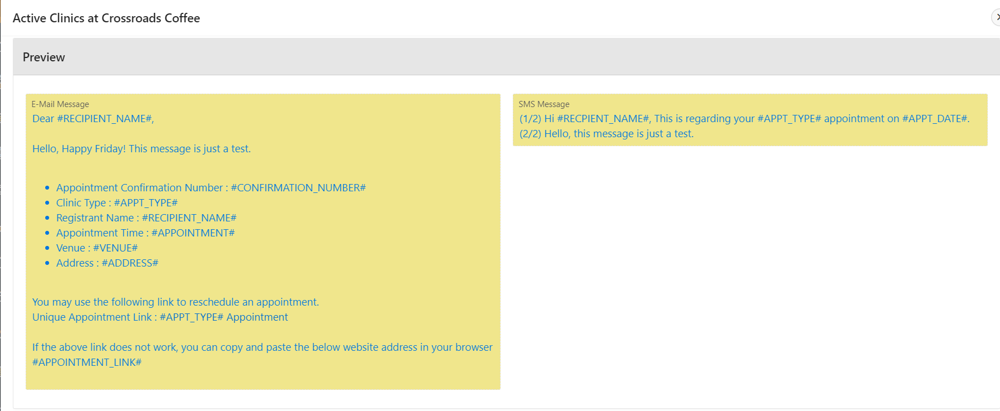 Active Clinics at Crossroads Coffee
Preview
E-Mail Message
Dear #RECIPIENT_NAME#,
Hello, Happy Friday! This message is just a test.
• Appointment Confirmation Number : #CONFIRMATION_NUMBER#
• Clinic Type : #APPT_TYPE#
• Registrant Name : #RECIPIENT_NAME#
• Appointment Time : #APPOINTMENT#
• Venue : #VENUE#
• Address : #ADDRESS#
You may use the following link to reschedule an appointment.
Unique Appointment Link : #APPT_TYPE# Appointment
If the above link does not work, you can copy and paste the below website address in your browser
#APPOINTMENT_LINK#
SMS Message
(1/2) Hi #RECPIENT_NAME#, This is regarding your #APPT_TYPE# appointment on #APPT_DATE#.
(2/2) Hello, this message is just a test.